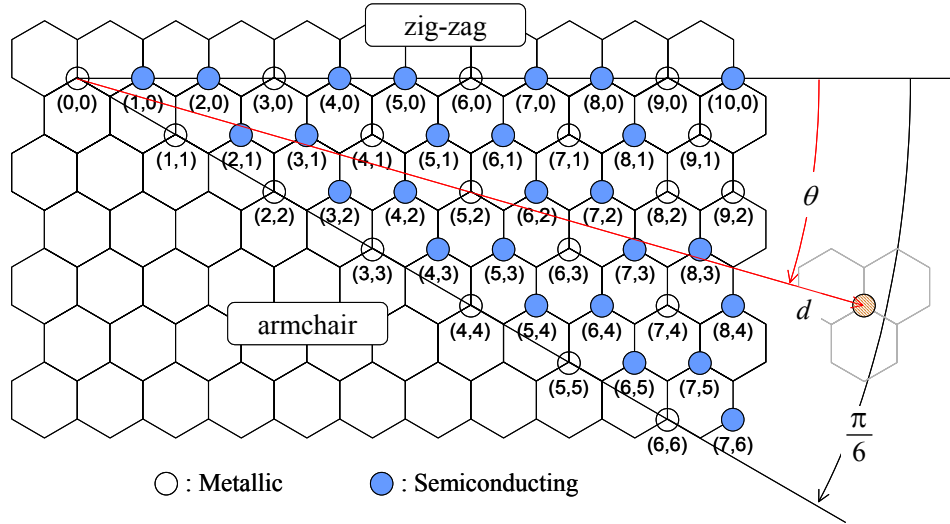 zig-zag
(0,0) (1,0) (2,0) (3,0) (4,0) (5,0) (6,0) (7,0) (8,0) (9,0) (10,0)
(1,1) (2,1) (3,1) (4,1) (5,1) (6,1) (7,1) (8,1) (9,1)
(2,2) (3,2) (4,2) (5,2) (6,2) (7,2) (8,2) (9,2)
θ
(3,3) (4,3) (5,3) (6,3) (7,3) (8,3)
armchair
(4,4) (5,4) (6,4) (7,4) (8,4)
d
(5,5) (6,5) (7,5)
(6,6) (7,6)
π
6
: Metallic : Semiconducting